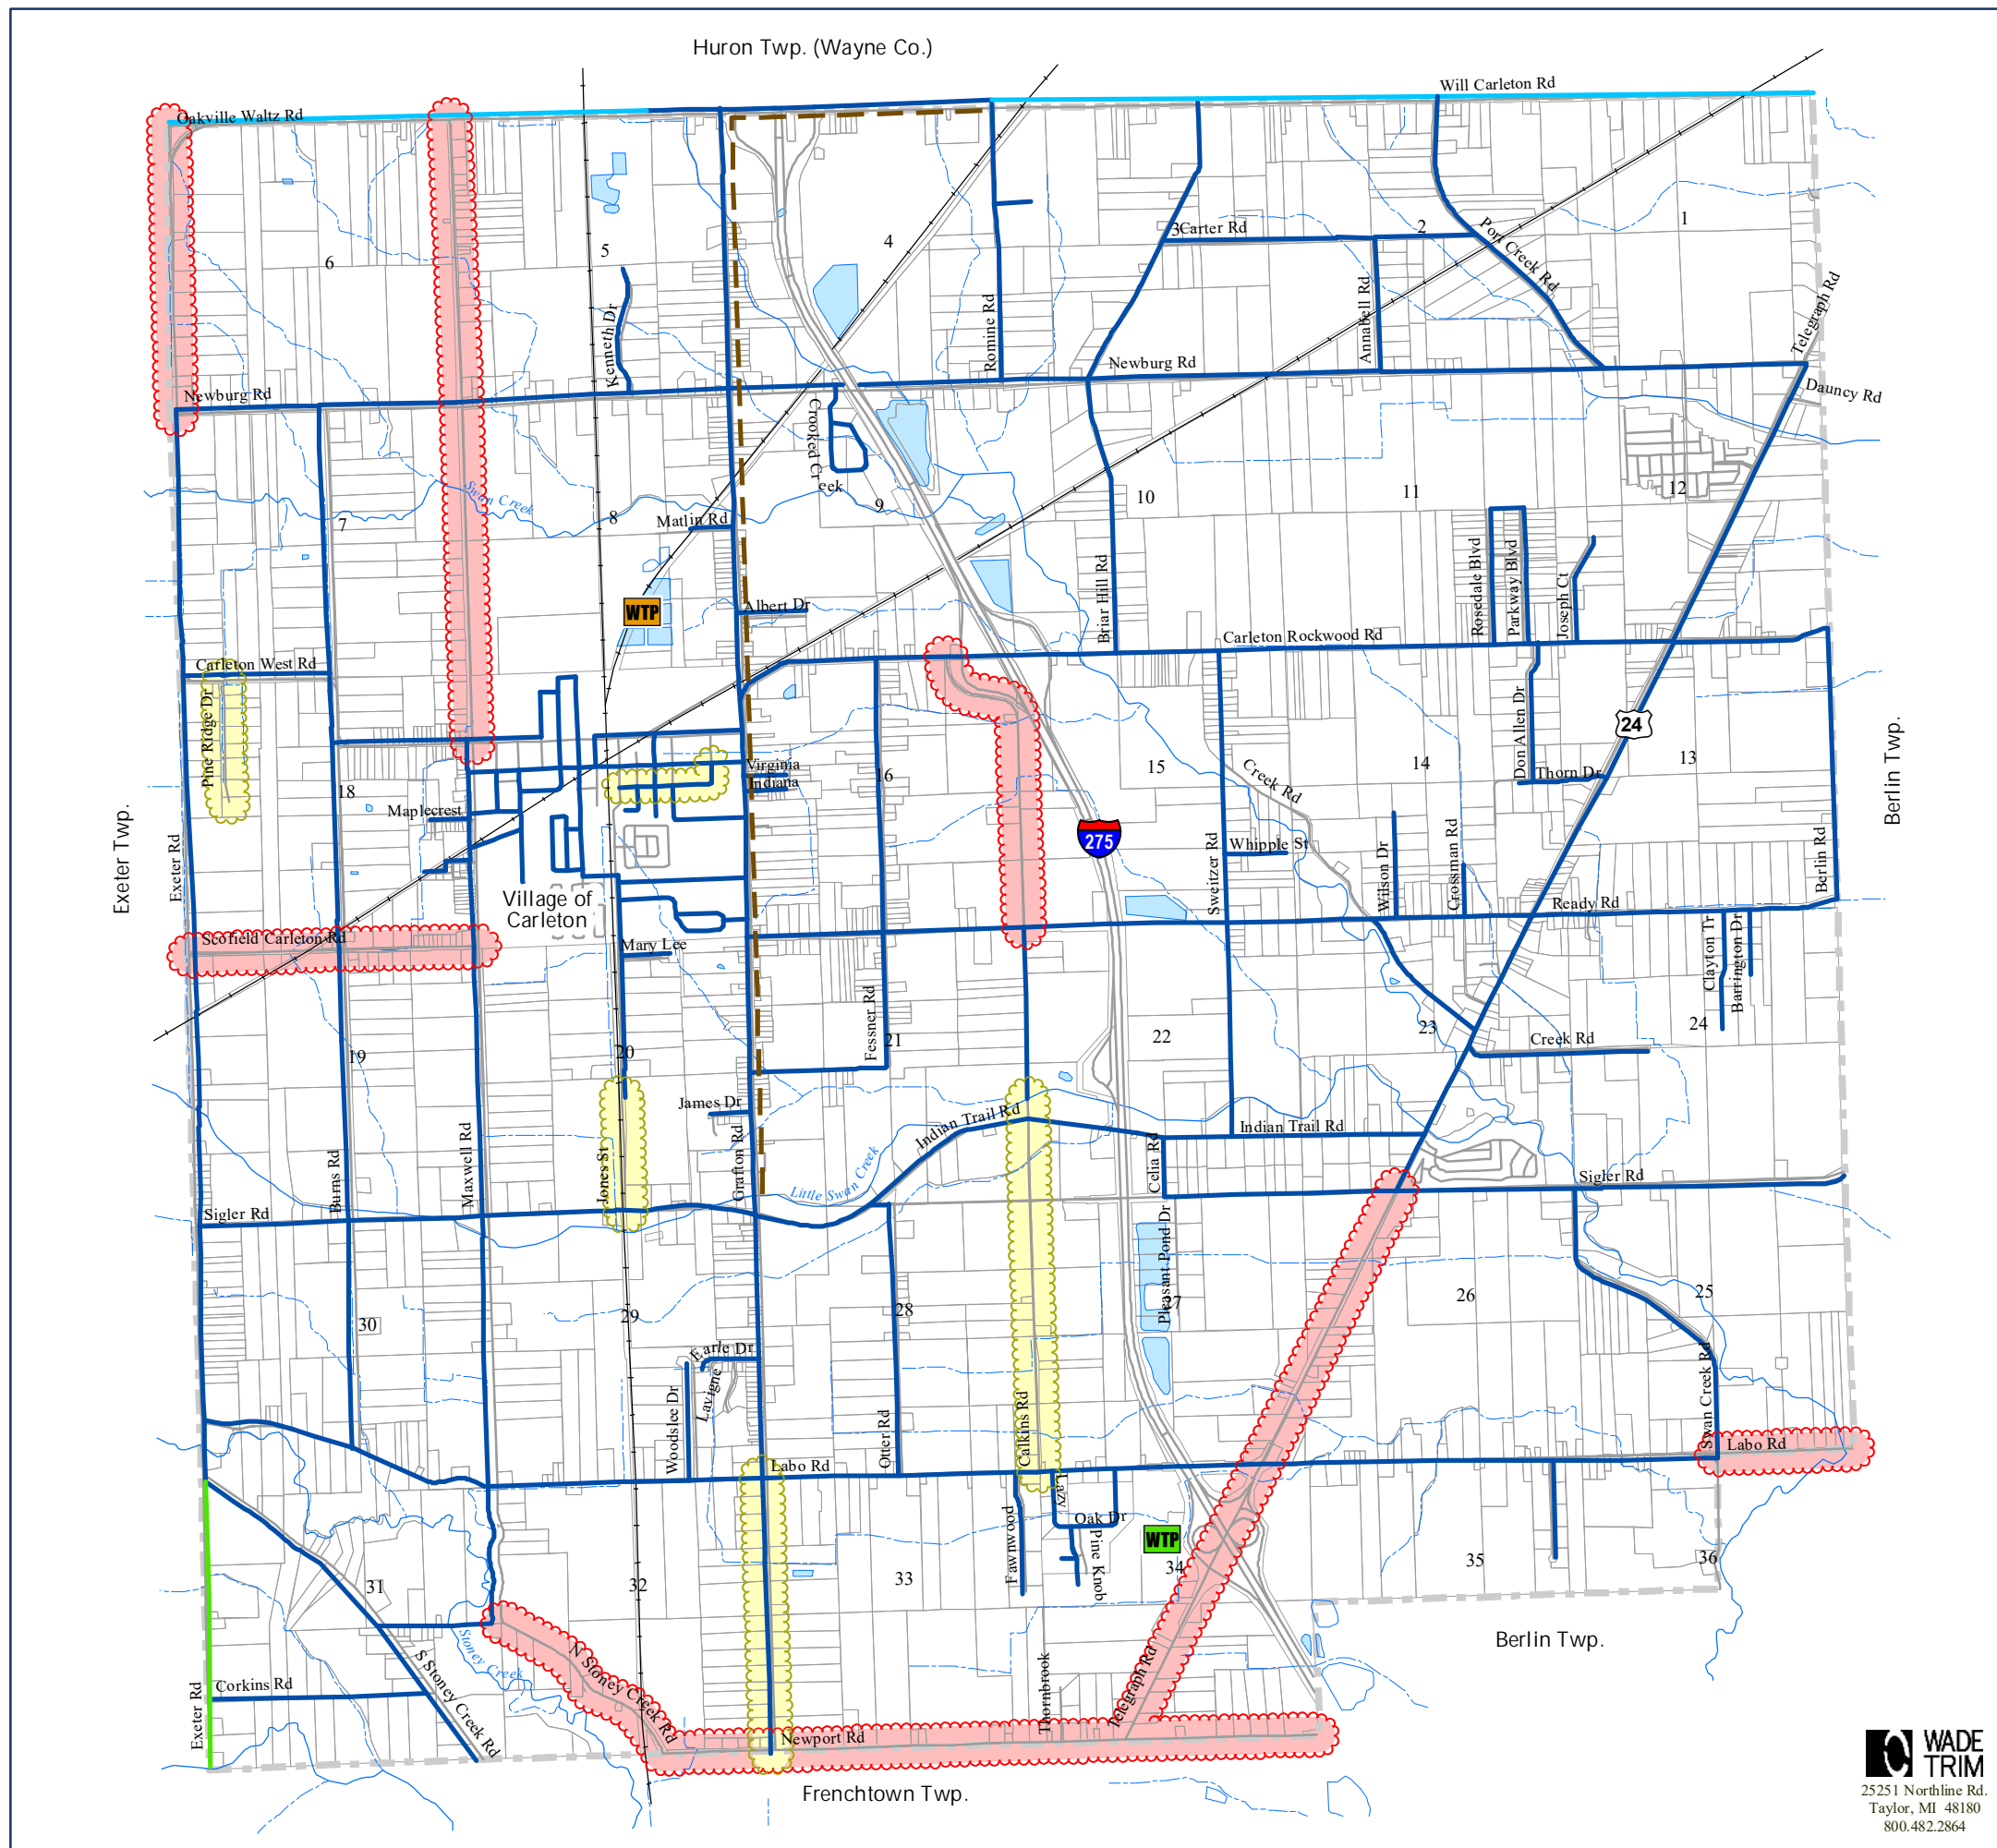 Huron Twp. (Wayne Co.)
Will Carleton Rd
Oakville Waltz Rd
1
2
3
Carter Rd
4
5
6
Port Creek Rd
Telegraph Rd
Kenneth Dr
Romine Rd
Annabell Rd
Newburg Rd
Newburg Rd
Dauncy Rd
Crooked Creek
Swan Creek
7
8
9
10
11
12
Matlin Rd
Rosedale Blvd
Parkway Blvd
Joseph Ct
Briar Hill Rd
WTP
Albert Dr
Carleton Rockwood Rd
Carleton West Rd
Pine Ridge Dr
24
Don Allen Dr
Berlin Twp.
Virginia
Indiana
16
15
14
13
Creek Rd
Thorn Dr
18
Maplecrest
Exeter Twp.
Exeter Rd
275
Sweitzer Rd
Whipple St
Wilson Dr
Crossman Rd
Berlin Rd
Village of
Carleton
Ready Rd
Scofield Carleton Rd
Mary Lee
Clayton Tr
Barrington Dr
Fessner Rd
19
20
21
22
23
24
Creek Rd
James Dr
Indian Trail Rd
Indian Trail Rd
Burns Rd
Maxwell Rd
Jones St
Grafton Rd
Little Swan Creek
Celia Rd
Sigler Rd
Sigler Rd
Pleasant Pond Dr
30
29
28
27
26
25
Earle Dr
Lavigne
Woodslee Dr
Otter Rd
Calkins Rd
Swan Creek Rd
Labo Rd
Labo Rd
Lazy
Oak Dr
Fawnwood
Pine Knob
WTP
31
32
33
34
35
36
Stoney Creek
N Stoney Creek Rd
S Stoney Creek Rd
Berlin Twp.
Corkins Rd
Exeter Rd
Thornbrook
Telegraph Rd
Newport Rd
Frenchtown Twp.
WADE
TRIM
25251 Northline Rd.
Taylor, MI 48180
800.482.2864